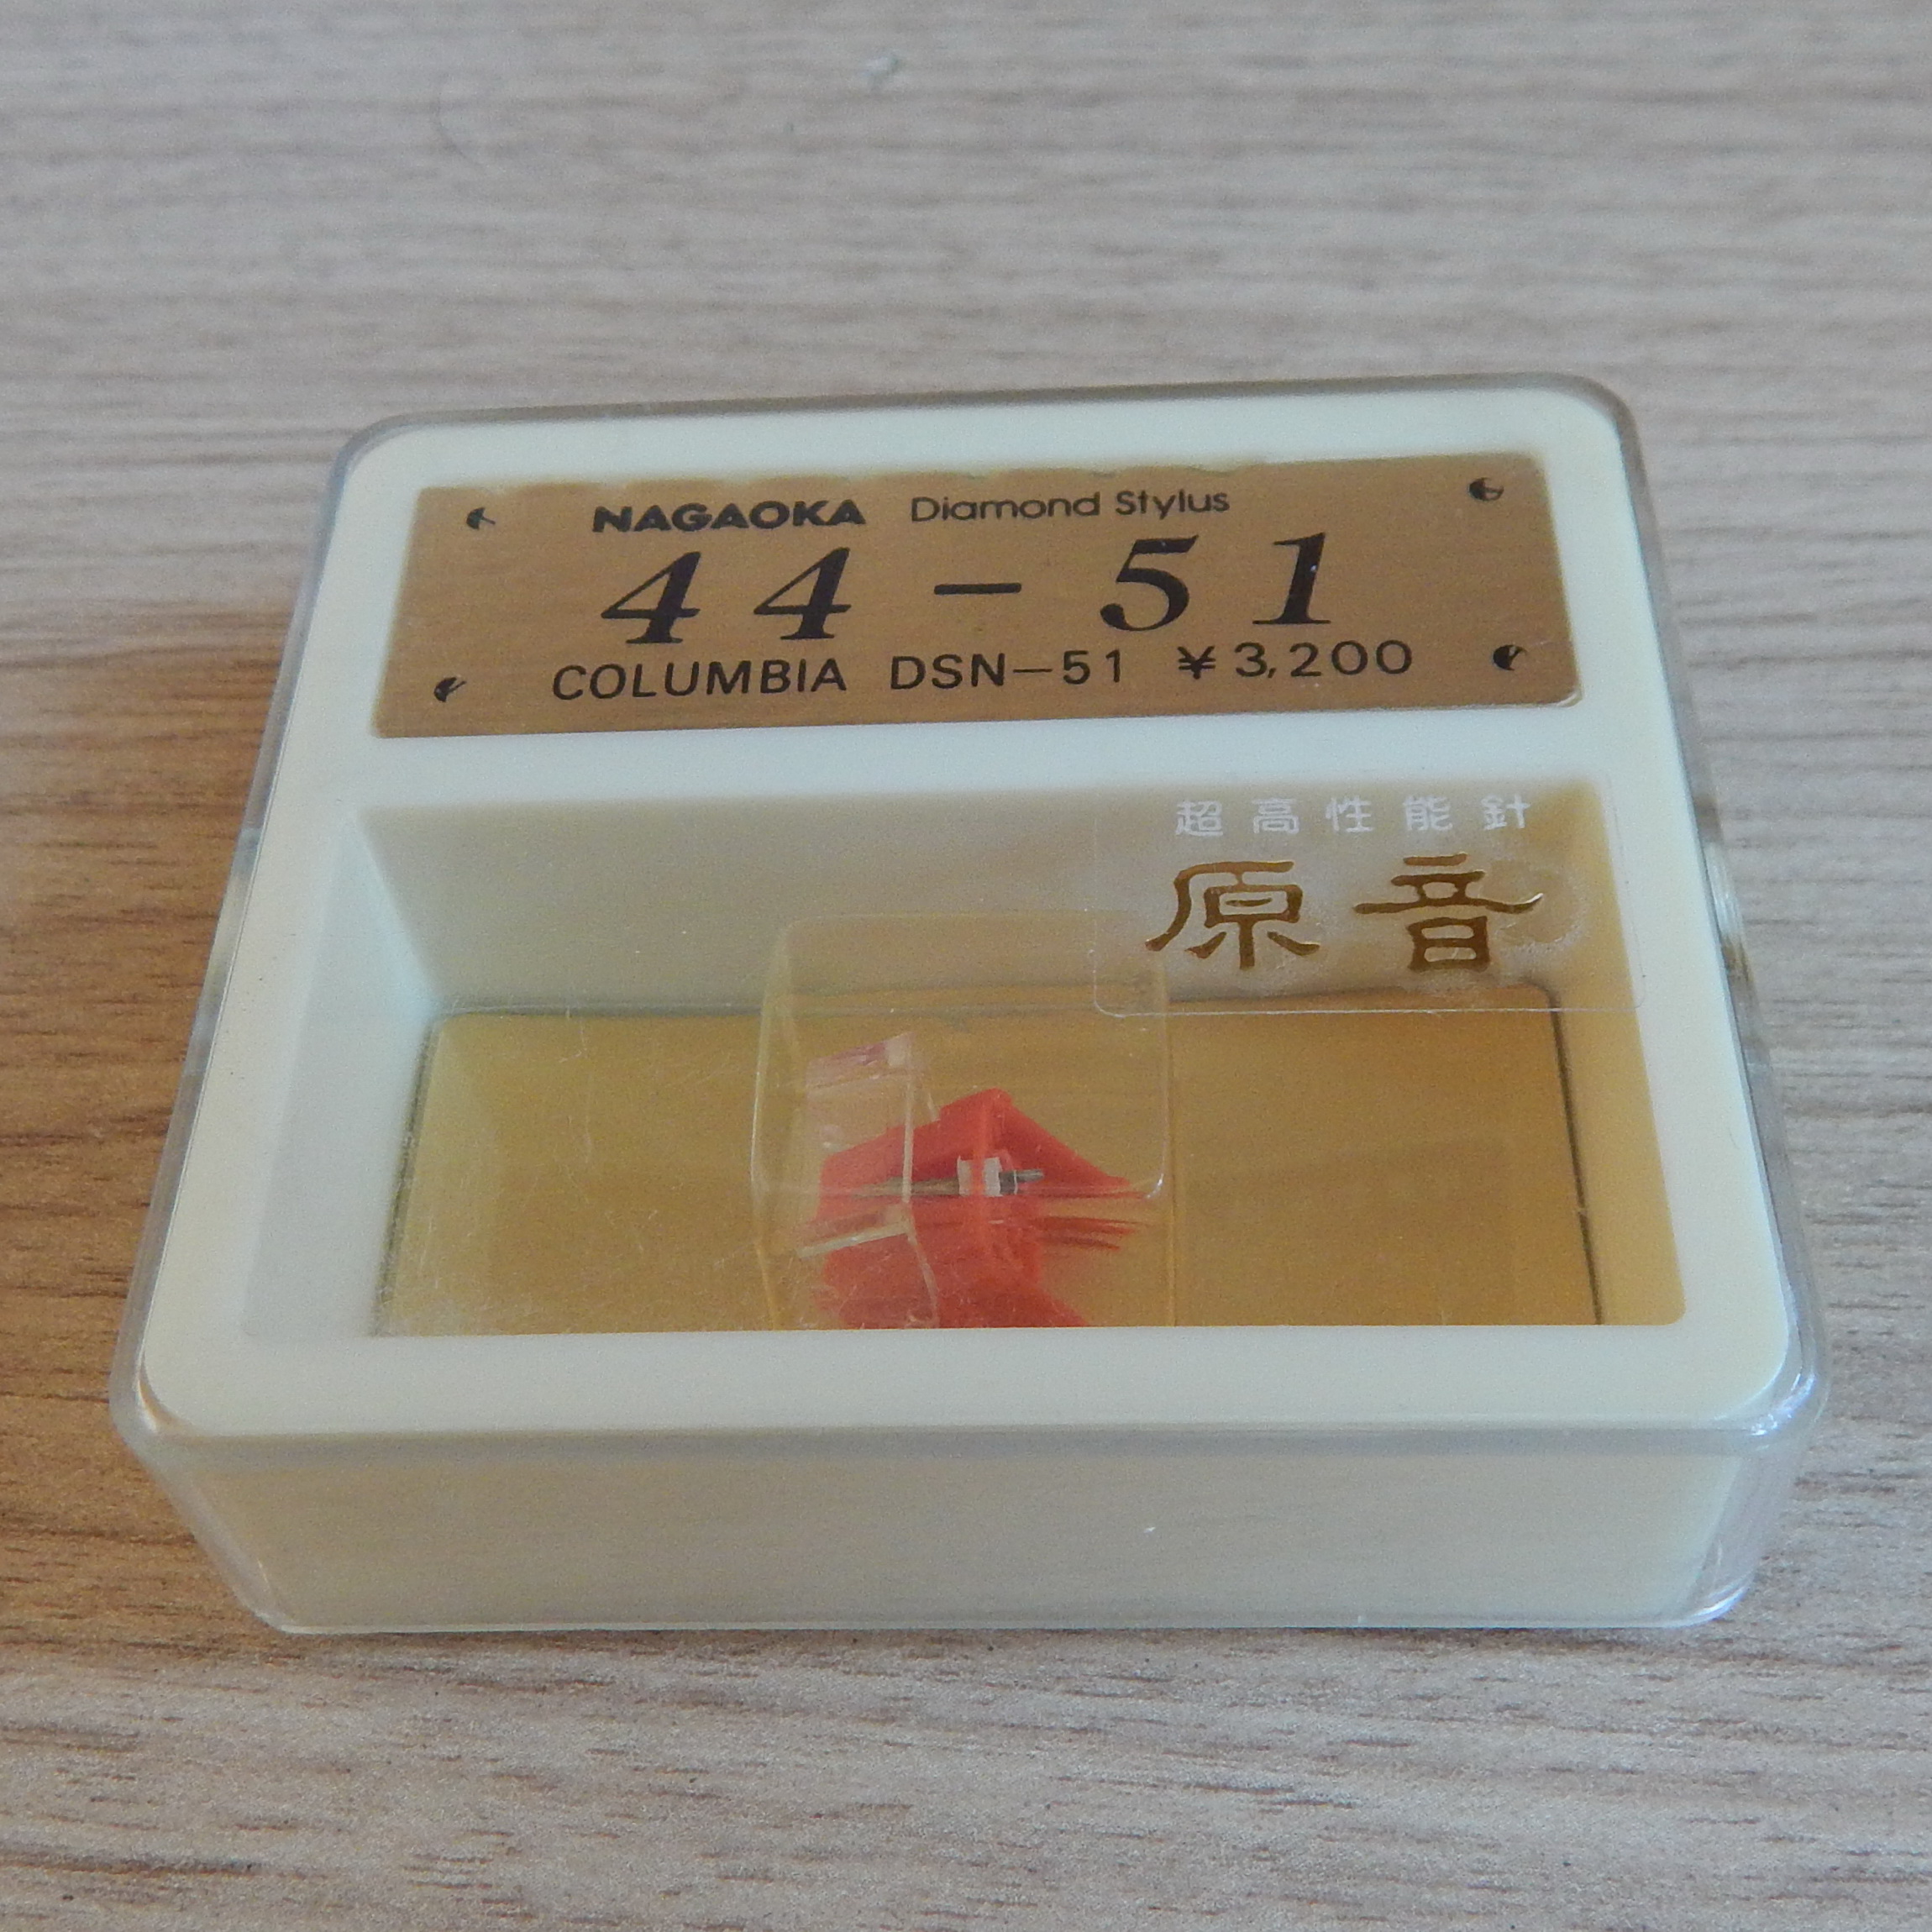 NAGAOKA Diamond Stylus
44-51
COLUMBIA DSN-51 ¥3,200
超高性能針
原音